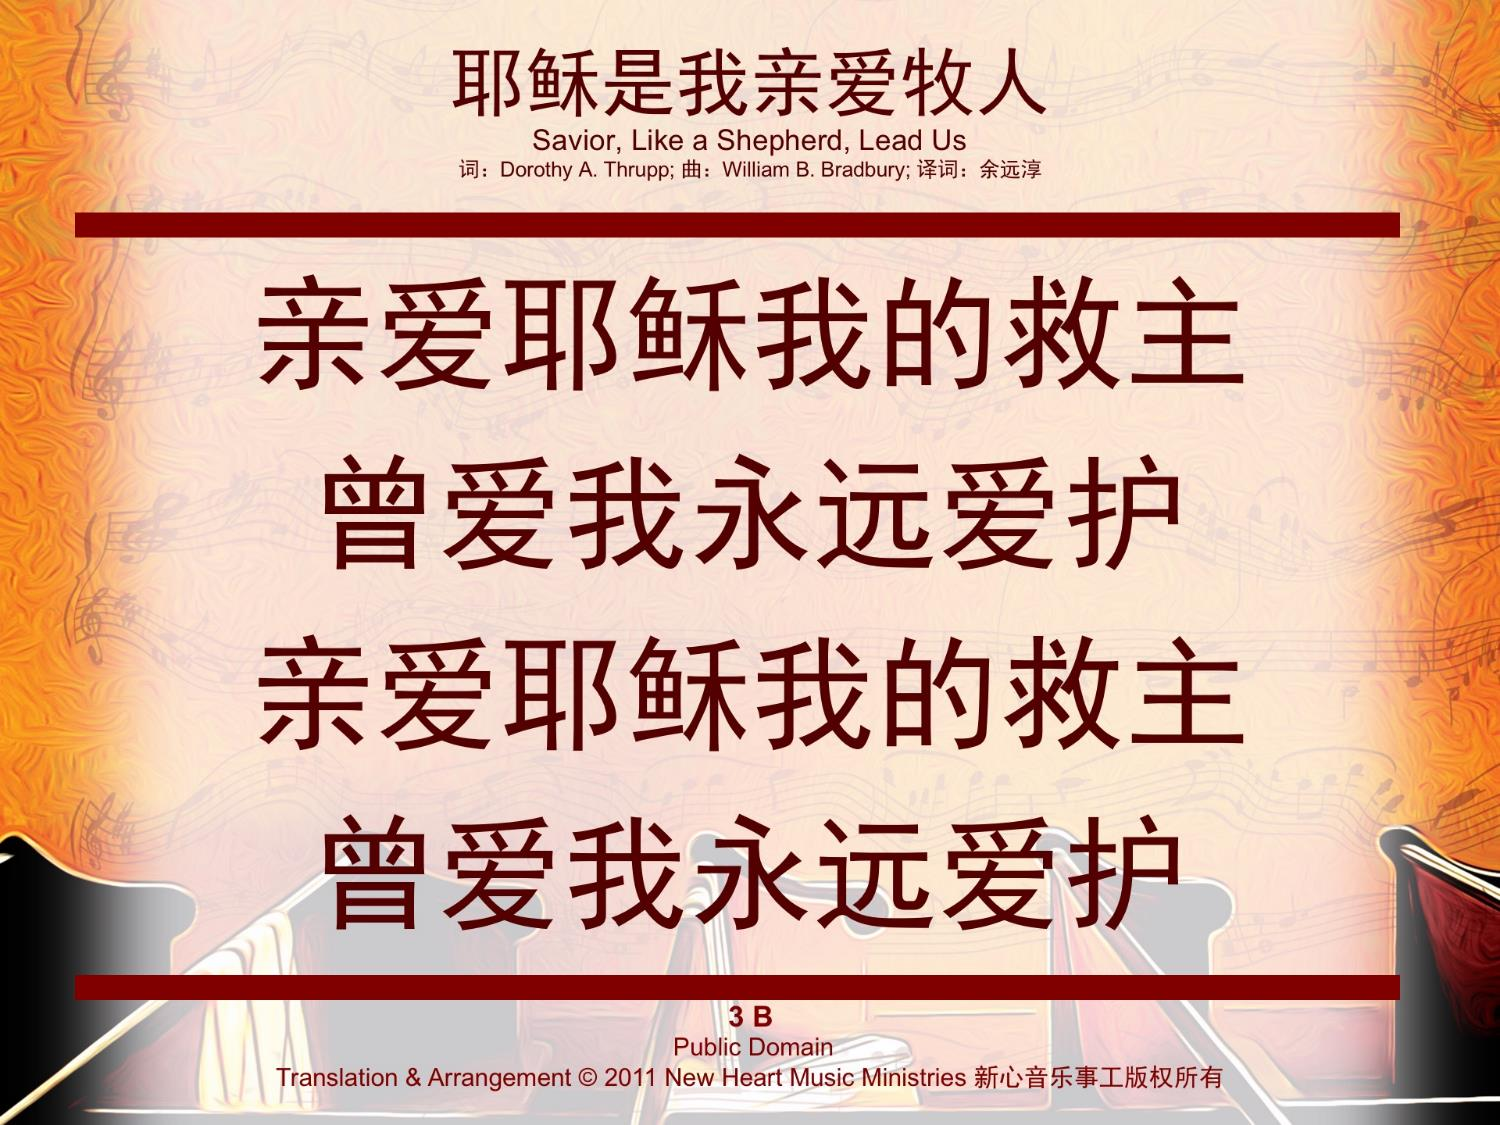 耶稣是我亲爱牧人
Savior, Like a Shepherd, Lead Us
词：Dorothy A. Thrupp; 曲：William B. Bradbury; 译词：余远淳
亲爱耶稣我的救主
曾爱我永远爱护
亲爱耶稣我的救主
曾爱我永远爱护
3 B
Public Domain
Translation & Arrangement © 2011 New Heart Music Ministries 新心音乐事工版权所有